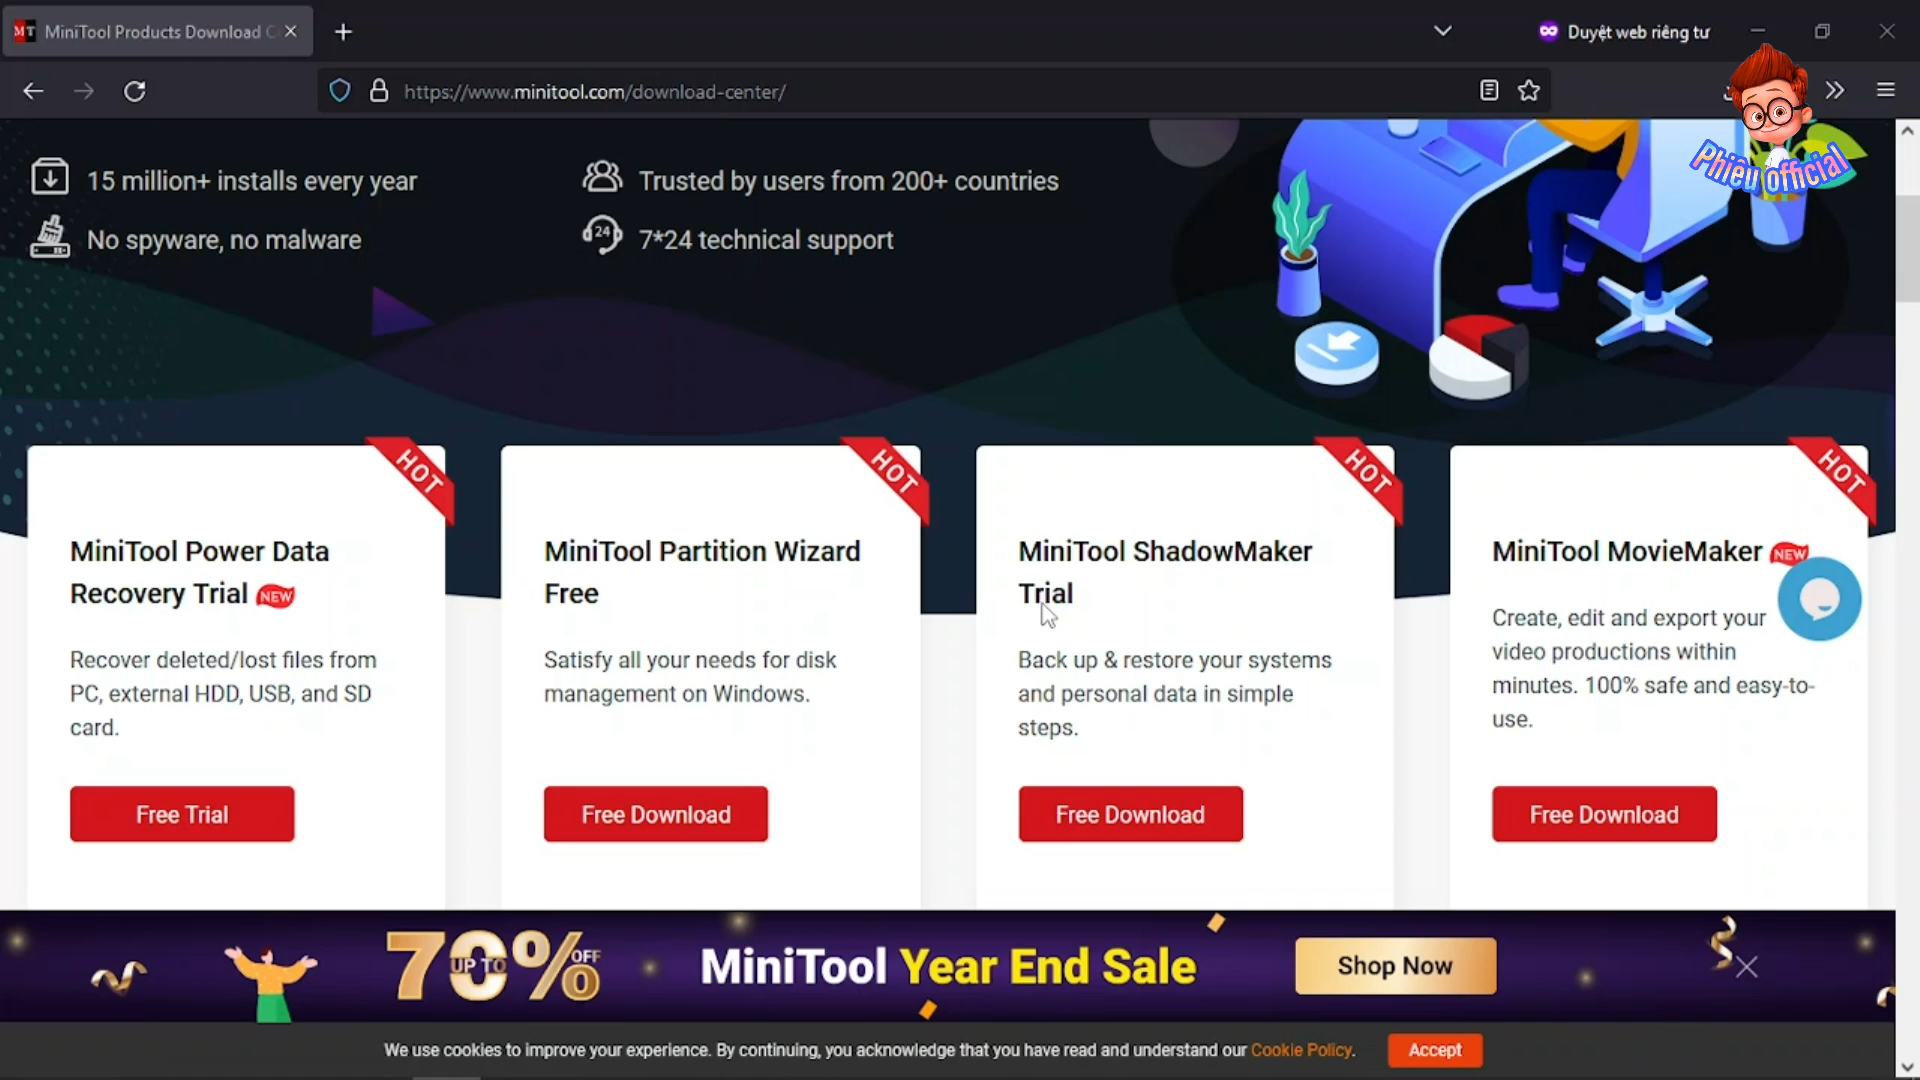 MT MiniTool Products Download C
Duyệt web riêng tư
https://www.minitool.com/download-center/
Phiêu official
15 million+ installs every year
Trusted by users from 200+ countries
No spyware, no malware
24
7*24 technical support
HOT
HOT
HOT
HOT
MiniTool Power Data
Recovery Trial NEW
Recover deleted/lost files from
PC, external HDD, USB, and SD
card.
Free Trial
MiniTool Partition Wizard
Free
Satisfy all your needs for disk
management on Windows.
Free Download
MiniTool ShadowMaker
Trial
Back up & restore your systems
and personal data in simple
steps.
Free Download
MiniTool MovieMaker NEW
Create, edit and export your
video productions within
minutes. 100% safe and easy-to-
use.
Free Download
UP TO 70% OFF
MiniTool Year End Sale
Shop Now
We use cookies to improve your experience. By continuing, you acknowledge that you have read and understand our Cookie Policy.
Accept